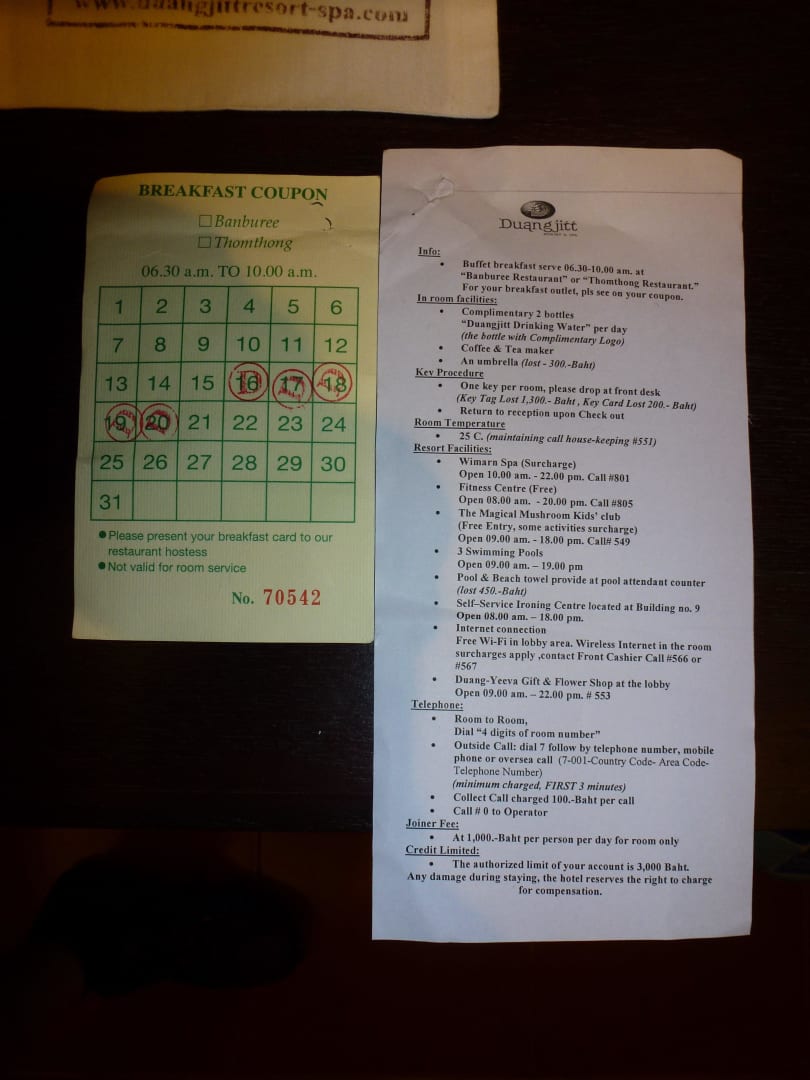 www.duangjittresort-spa.com
BREAKFAST COUPON
Banburee
Thomthong
06.30 a.m. TO 10.00 a.m.
1 2 3 4 5 6
7 8 9 10 11 12
13 14 15 16 17 18
19 20 21 22 23 24
25 26 27 28 29 30
31
Please present your breakfast card to our
restaurant hostess
Not valid for room service
No. 70542
Duangjitt
Info:
• Buffet breakfast serve 06.30-10.00 am. at
"Banburee Restaurant" or "Thomthong Restaurant."
For your breakfast outlet, pls see on your coupon.
In room facilities:
• Complimentary 2 bottles
"Duangjitt Drinking Water" per day
(the bottle with Complimentary Logo)
• Coffee & Tea maker
• An umbrella (lost - 300.-Baht)
Key Procedure
• One key per room, please drop at front desk
(Key Tag Lost 1,300.- Baht , Key Card Lost 200.- Baht)
• Return to reception upon Check out
Room Temperature
• 25 C. (maintaining call house-keeping #551)
Resort Facilities:
• Wimarn Spa (Surcharge)
Open 10.00 am. - 22.00 pm. Call #801
• Fitness Centre (Free)
Open 08.00 am. - 20.00 pm. Call #805
• The Magical Mushroom Kids' club
(Free Entry, some activities surcharge)
Open 09.00 am. - 18.00 pm. Call# 549
• 3 Swimming Pools
Open 09.00 am. – 19.00 pm
• Pool & Beach towel provide at pool attendant counter
(lost 450.-Baht)
• Self–Service Ironing Centre located at Building no. 9
Open 08.00 am. – 18.00 pm.
• Internet connection
Free Wi-Fi in lobby area. Wireless Internet in the room
surcharges apply ,contact Front Cashier Call #566 or
#567
• Duang-Yeeva Gift & Flower Shop at the lobby
Open 09.00 am. – 22.00 pm. # 553
Telephone:
• Room to Room,
Dial "4 digits of room number"
• Outside Call: dial 7 follow by telephone number, mobile
phone or oversea call (7-001-Country Code- Area Code-
Telephone Number)
(minimum charged, FIRST 3 minutes)
• Collect Call charged 100.-Baht per call
• Call # 0 to Operator
Joiner Fee:
• At 1,000.-Baht per person per day for room only
Credit Limited:
• The authorized limit of your account is 3,000 Baht.
Any damage during staying, the hotel reserves the right to charge
for compensation.